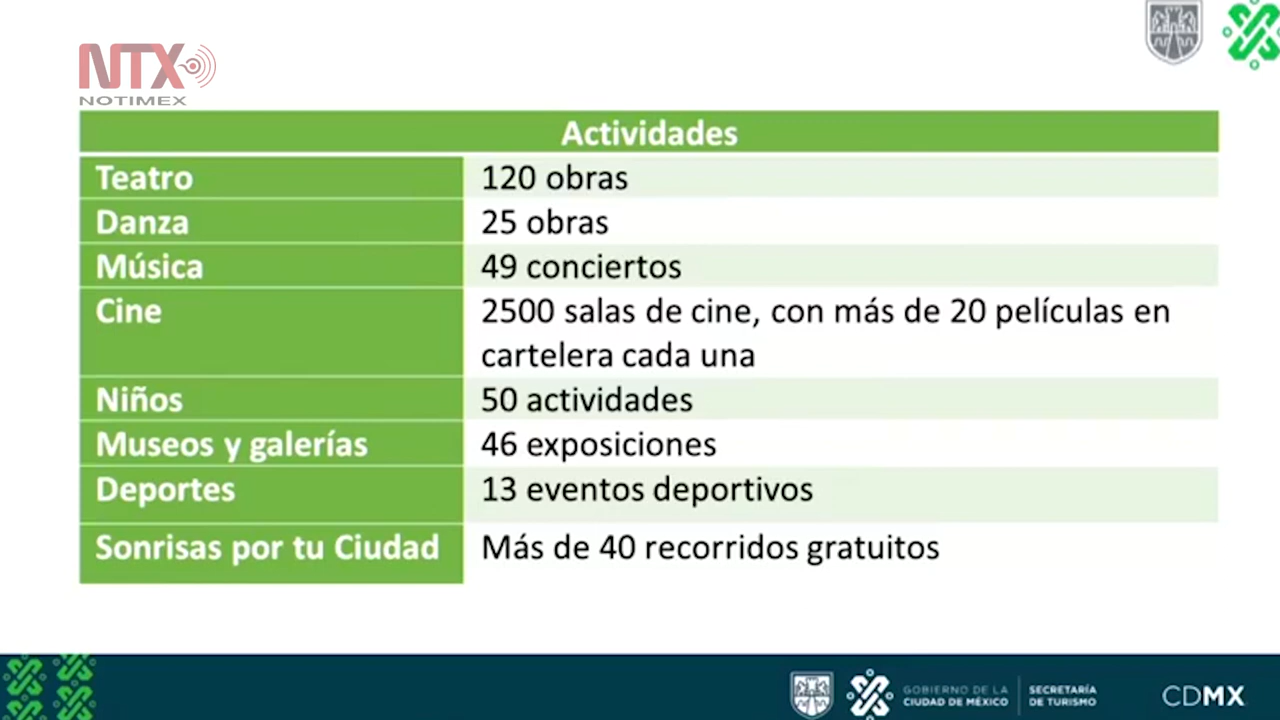 NTX
NOTIMEX
Actividades
Teatro 120 obras
Danza 25 obras
Música 49 conciertos
Cine 2500 salas de cine, con más de 20 películas en
cartelera cada una
Niños 50 actividades
Museos y galerías 46 exposiciones
Deportes 13 eventos deportivos
Sonrisas por tu Ciudad Más de 40 recorridos gratuitos
GOBIERNO DE LA
CIUDAD DE MÉXICO
SECRETARÍA
DE TURISMO
CDMX